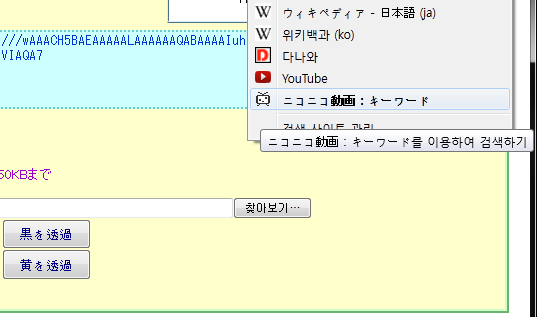 ウィキペディア - 日本語 (ja)
위키백과 (ko)
다나와
YouTube
ニコニコ動画：キーワード
검색 사이트 관리
ニコニコ動画：キーワード를 이용하여 검색하기
///wAAACH5BAEAAAAALAAAAAAQABAAAAIuh
VIAQA7
50KBまで
찾아보기…
黒を透過
黄を透過